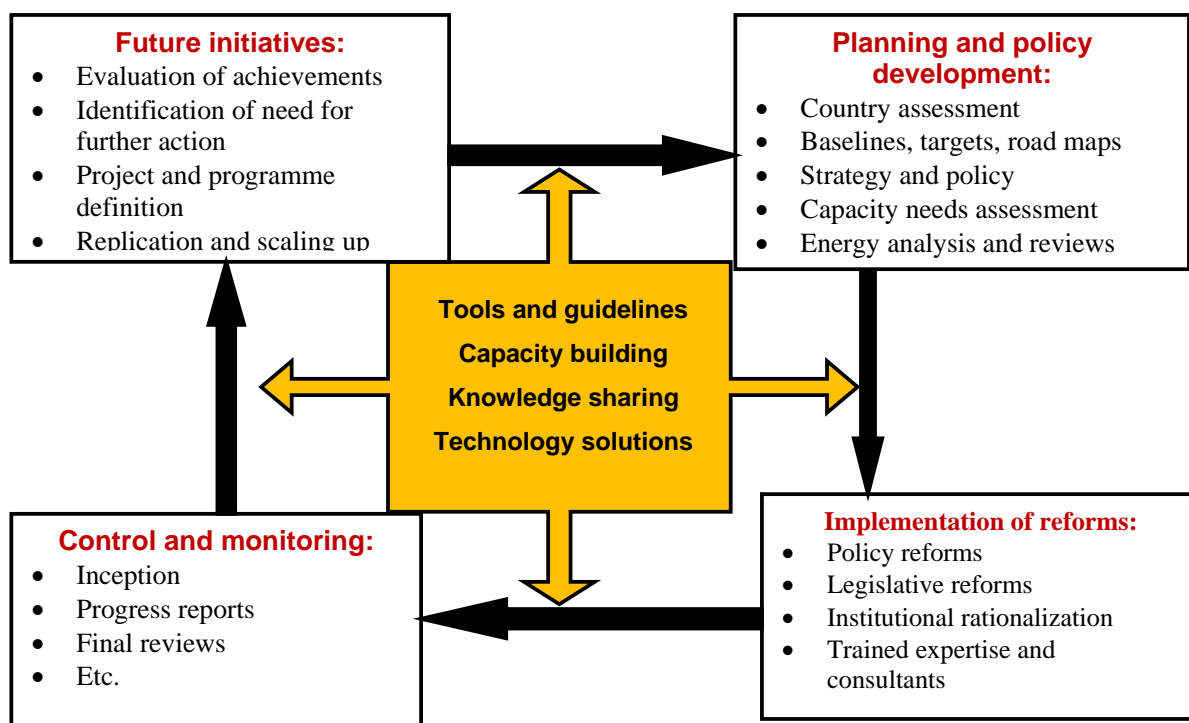 Future initiatives:
• Evaluation of achievements
• Identification of need for
further action
• Project and programme
definition
• Replication and scaling up
Planning and policy
development:
• Country assessment
• Baselines, targets, road maps
• Strategy and policy
• Capacity needs assessment
• Energy analysis and reviews
Tools and guidelines
Capacity building
Knowledge sharing
Technology solutions
Control and monitoring:
• Inception
• Progress reports
• Final reviews
• Etc.
Implementation of reforms:
• Policy reforms
• Legislative reforms
• Institutional rationalization
• Trained expertise and
consultants